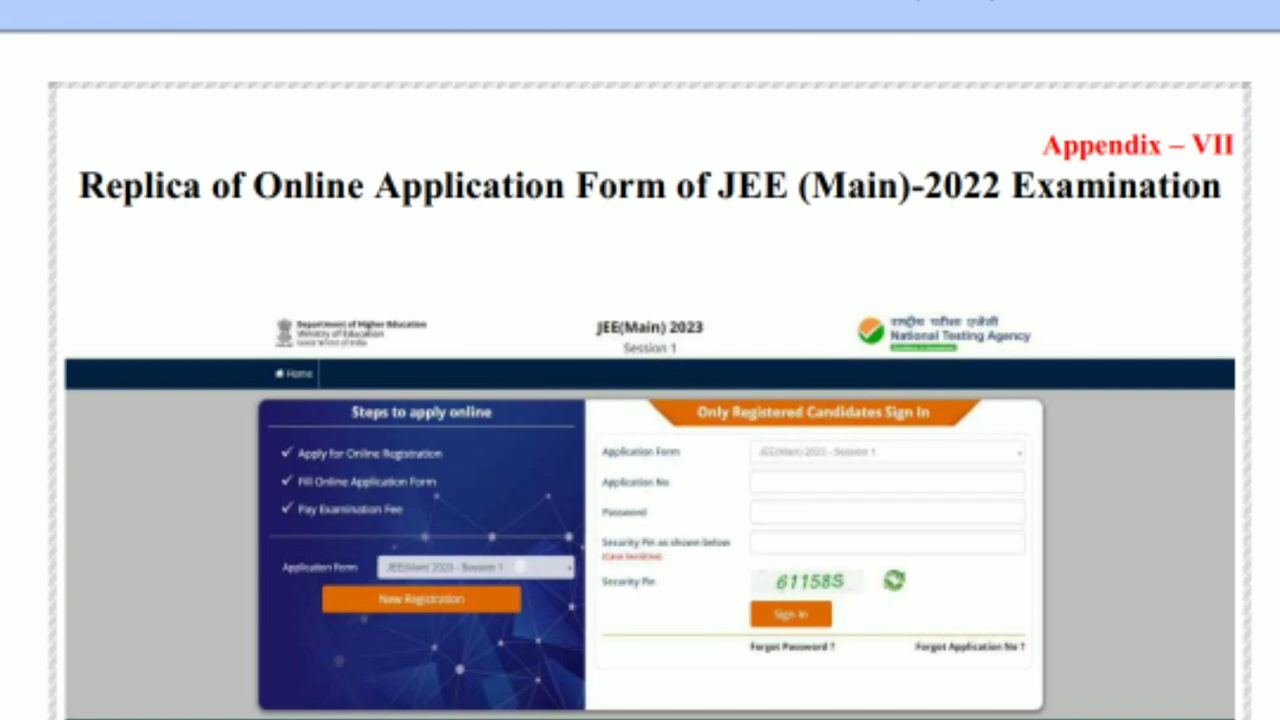 Appendix – VII
Replica of Online Application Form of JEE (Main)-2022 Examination
Department of Higher Education
Ministry of Education
JEE(Main) 2023
Session 1
राष्ट्रीय परीक्षा एजेंसी
National Testing Agency
Home
Steps to apply online
Apply for Online Registration
Fill Online Application Form
Pay Examination Fee
Application Form
JEE(Main) 2023 - Session 1
New Registration
Only Registered Candidates Sign In
Application Form
JEE(Main) 2023 - Session 1
Application No
Password
Security Pin as shown below
(Case Sensitive)
Security Pin
61158S
Sign In
Forgot Password ?
Forgot Application No ?